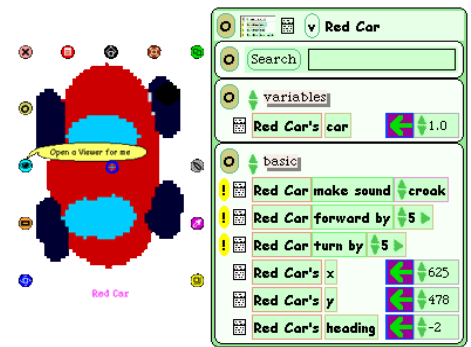 Open a Viewer for me
Red Car
v Red Car
Search
variables
Red Car's car 1.0
basic
! Red Car make sound croak
! Red Car forward by 5
! Red Car turn by 5
Red Car's x 625
Red Car's y 478
Red Car's heading -2